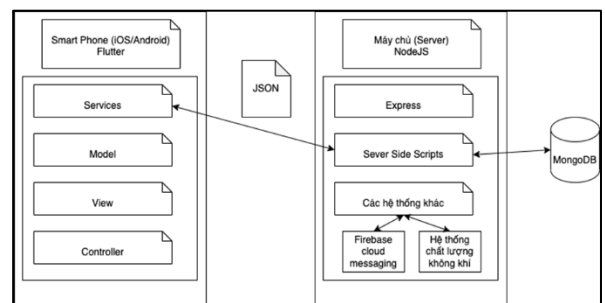 Smart Phone (iOS/Android)
Flutter
Services
Model
View
Controller
JSON
Máy chủ (Server)
NodeJS
Express
Sever Side Scripts
Các hệ thống khác
Firebase
cloud
messaging
Hệ thống
chất lượng
không khí
MongoDB